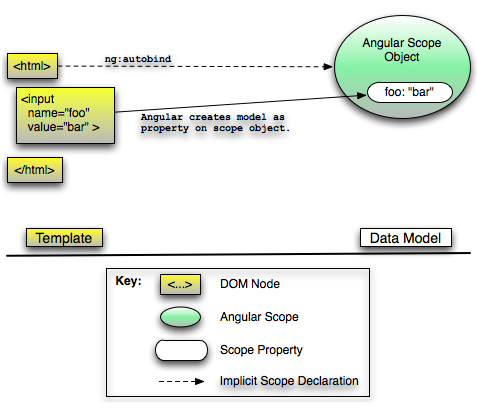 Angular Scope
Object
<html>
ng:autobind
foo: "bar"
<input
name="foo"
value="bar" >
Angular creates model as
property on scope object.
</html>
Template
Data Model
Key:
<...>
DOM Node
Angular Scope
Scope Property
Implicit Scope Declaration